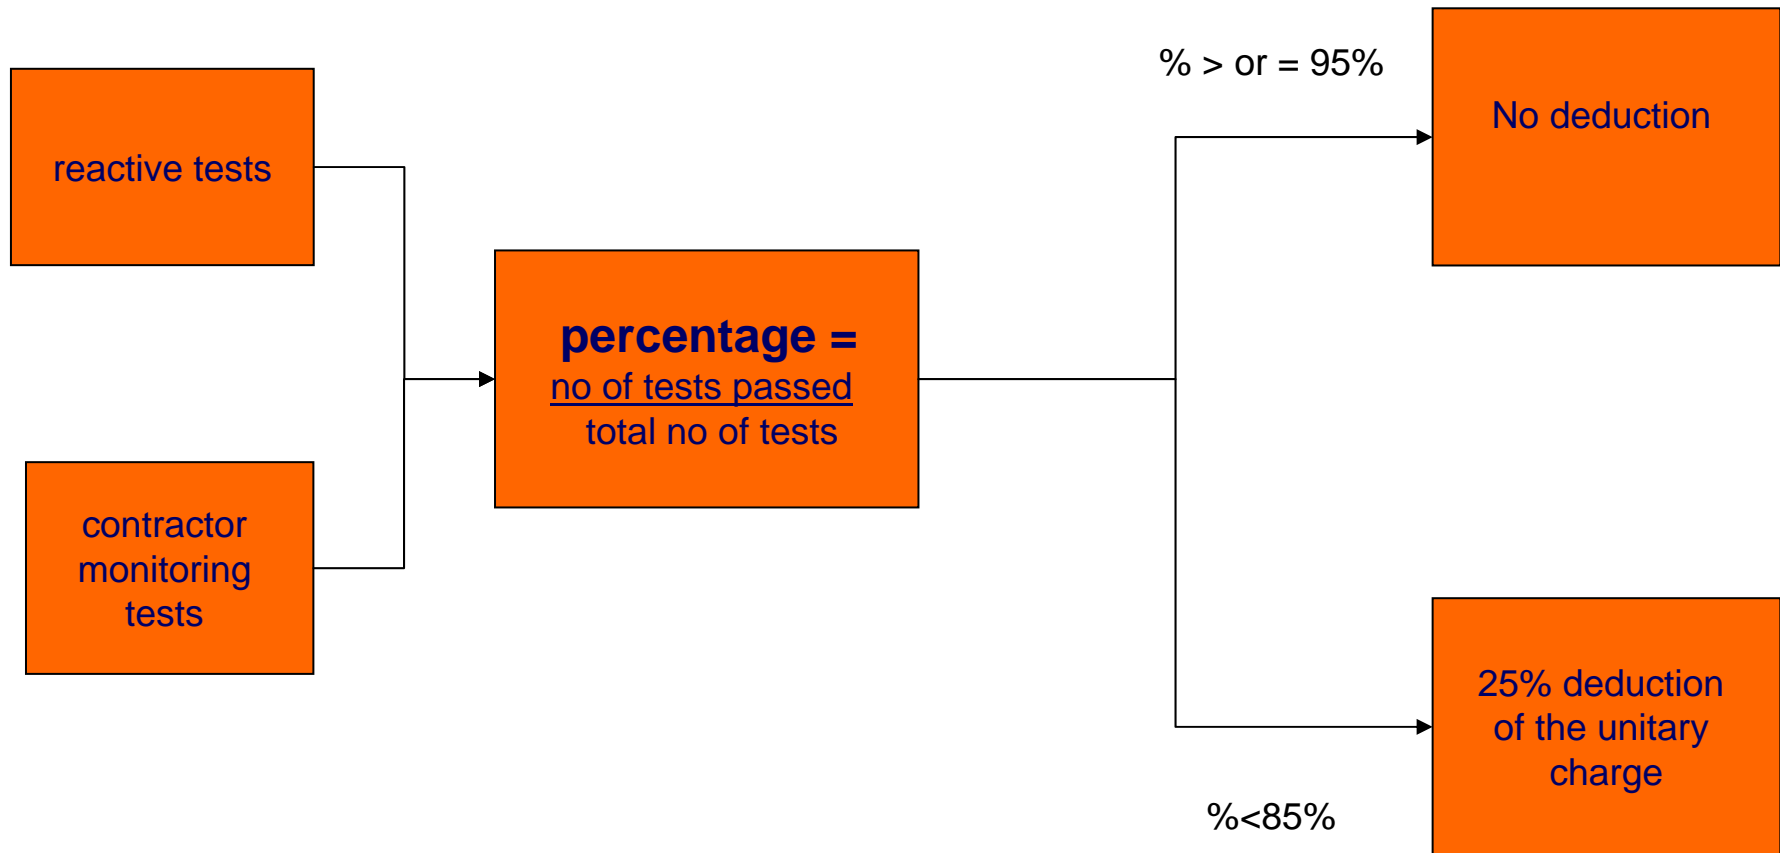 reactive tests
contractor
monitoring
tests
percentage =
no of tests passed
total no of tests
% > or = 95%
No deduction
%<85%
25% deduction
of the unitary
charge